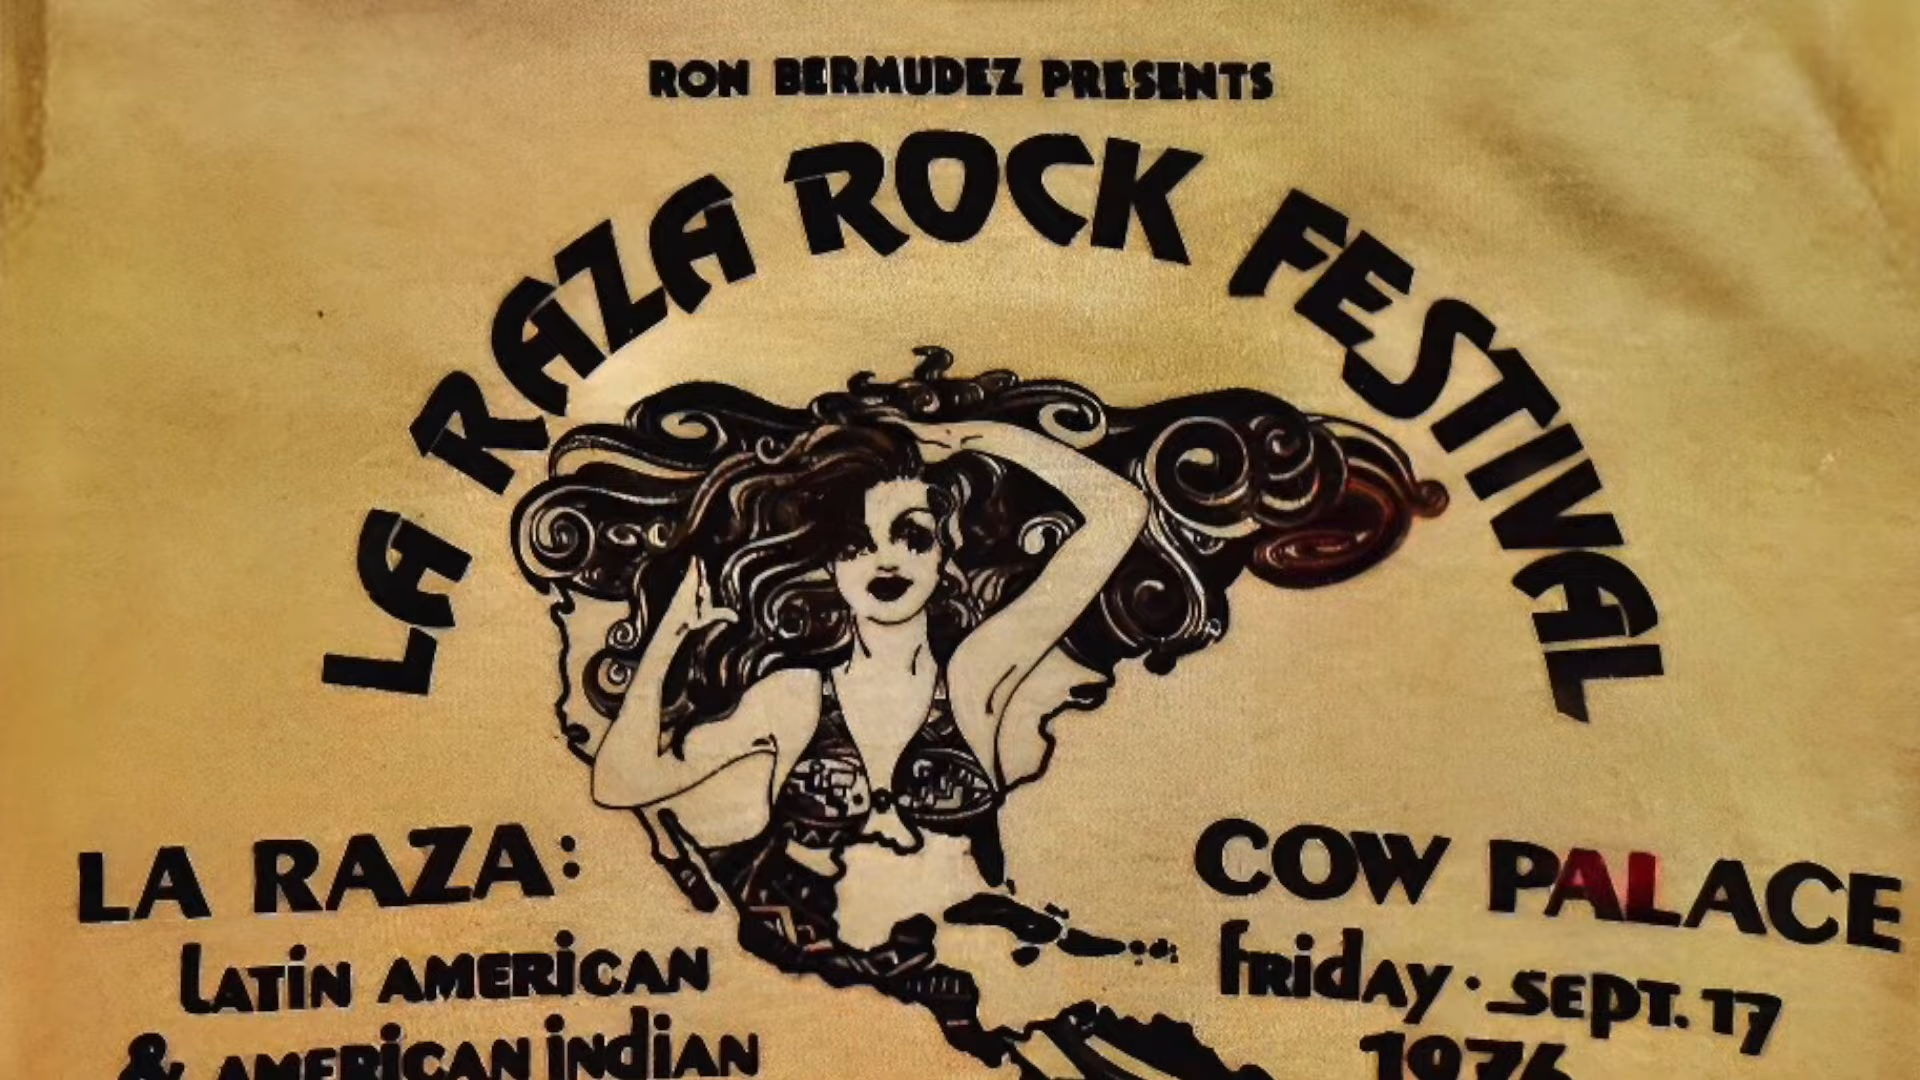 RON BERMUDEZ PRESENTS
LA RAZA ROCK FESTIVAL
LA RAZA:
LATIN AMERICAN
& AMERICAN INDIAN
COW PALACE
FRIDAY · SEPT. 17
1976